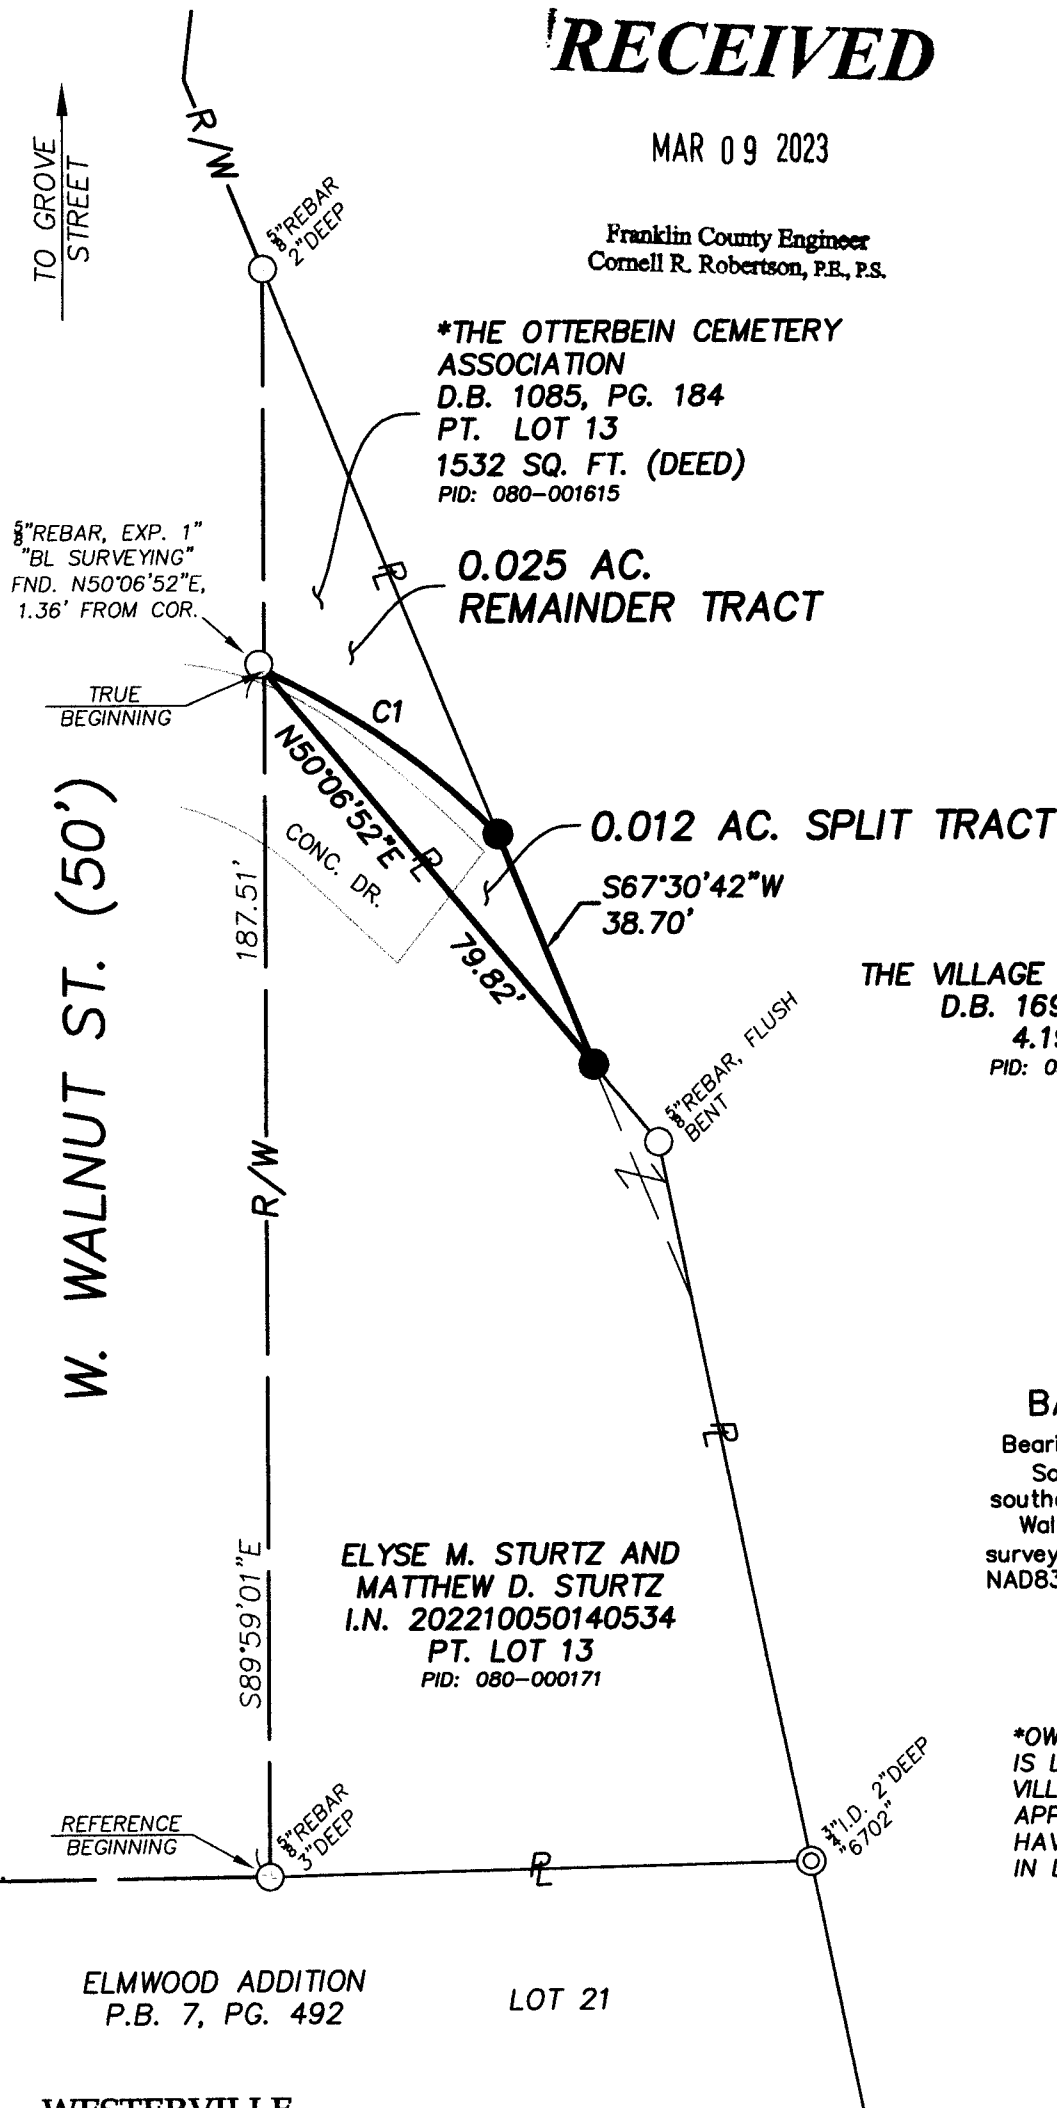 RECEIVED
MAR 09 2023
Franklin County Engineer
Cornell R. Robertson, P.E., P.S.
TO GROVE
STREET
R/W
5/8"REBAR
2"DEEP
*THE OTTERBEIN CEMETERY
ASSOCIATION
D.B. 1085, PG. 184
PT. LOT 13
1532 SQ. FT. (DEED)
PID: 080-001615
5/8"REBAR, EXP. 1"
"BL SURVEYING"
FND. N50°06'52"E,
1.36' FROM COR.
PL
0.025 AC.
REMAINDER TRACT
TRUE
BEGINNING
C1
N50°06'52"E
PL
79.82'
CONC. DR.
0.012 AC. SPLIT TRACT
S67°30'42"W
38.70'
187.51'
W. WALNUT ST. (50')
THE VILLAGE
D.B. 169
4.19
PID: 0
5/8"REBAR, FLUSH
BENT
Z
R/W
PL
BA
Beari
So
southe
Wal
survey
NAD83
S89°59'01"E
ELYSE M. STURTZ AND
MATTHEW D. STURTZ
I.N. 202210050140534
PT. LOT 13
PID: 080-000171
*OW
IS L
VILL
APP
HAV
IN L
REFERENCE
BEGINNING
5/8"REBAR
3"DEEP
3/4"I.D. 2"DEEP
"6702"
PL
ELMWOOD ADDITION
P.B. 7, PG. 492
LOT 21
WESTERVILLE